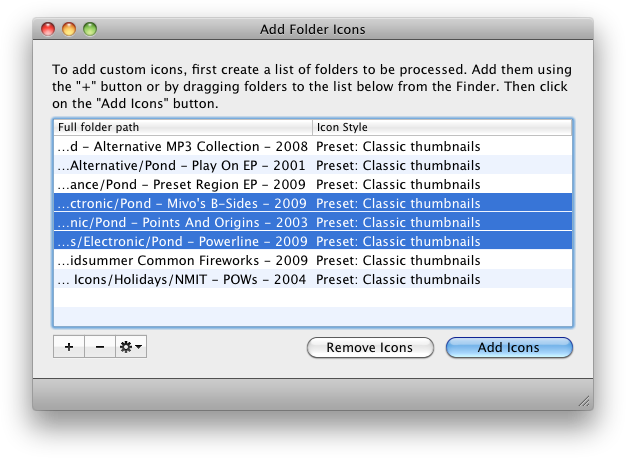 Add Folder Icons
To add custom icons, first create a list of folders to be processed. Add them using
the "+" button or by dragging folders to the list below from the Finder. Then click
on the "Add Icons" button.
Full folder path Icon Style
...d – Alternative MP3 Collection – 2008 Preset: Classic thumbnails
...Alternative/Pond – Play On EP – 2001 Preset: Classic thumbnails
...ance/Pond – Preset Region EP – 2009 Preset: Classic thumbnails
...ctronic/Pond – Mivo's B-Sides – 2009 Preset: Classic thumbnails
...nic/Pond – Points And Origins – 2003 Preset: Classic thumbnails
...s/Electronic/Pond – Powerline – 2009 Preset: Classic thumbnails
...idsummer Common Fireworks – 2009 Preset: Classic thumbnails
... Icons/Holidays/NMIT – POWs – 2004 Preset: Classic thumbnails
+ – Remove Icons Add Icons